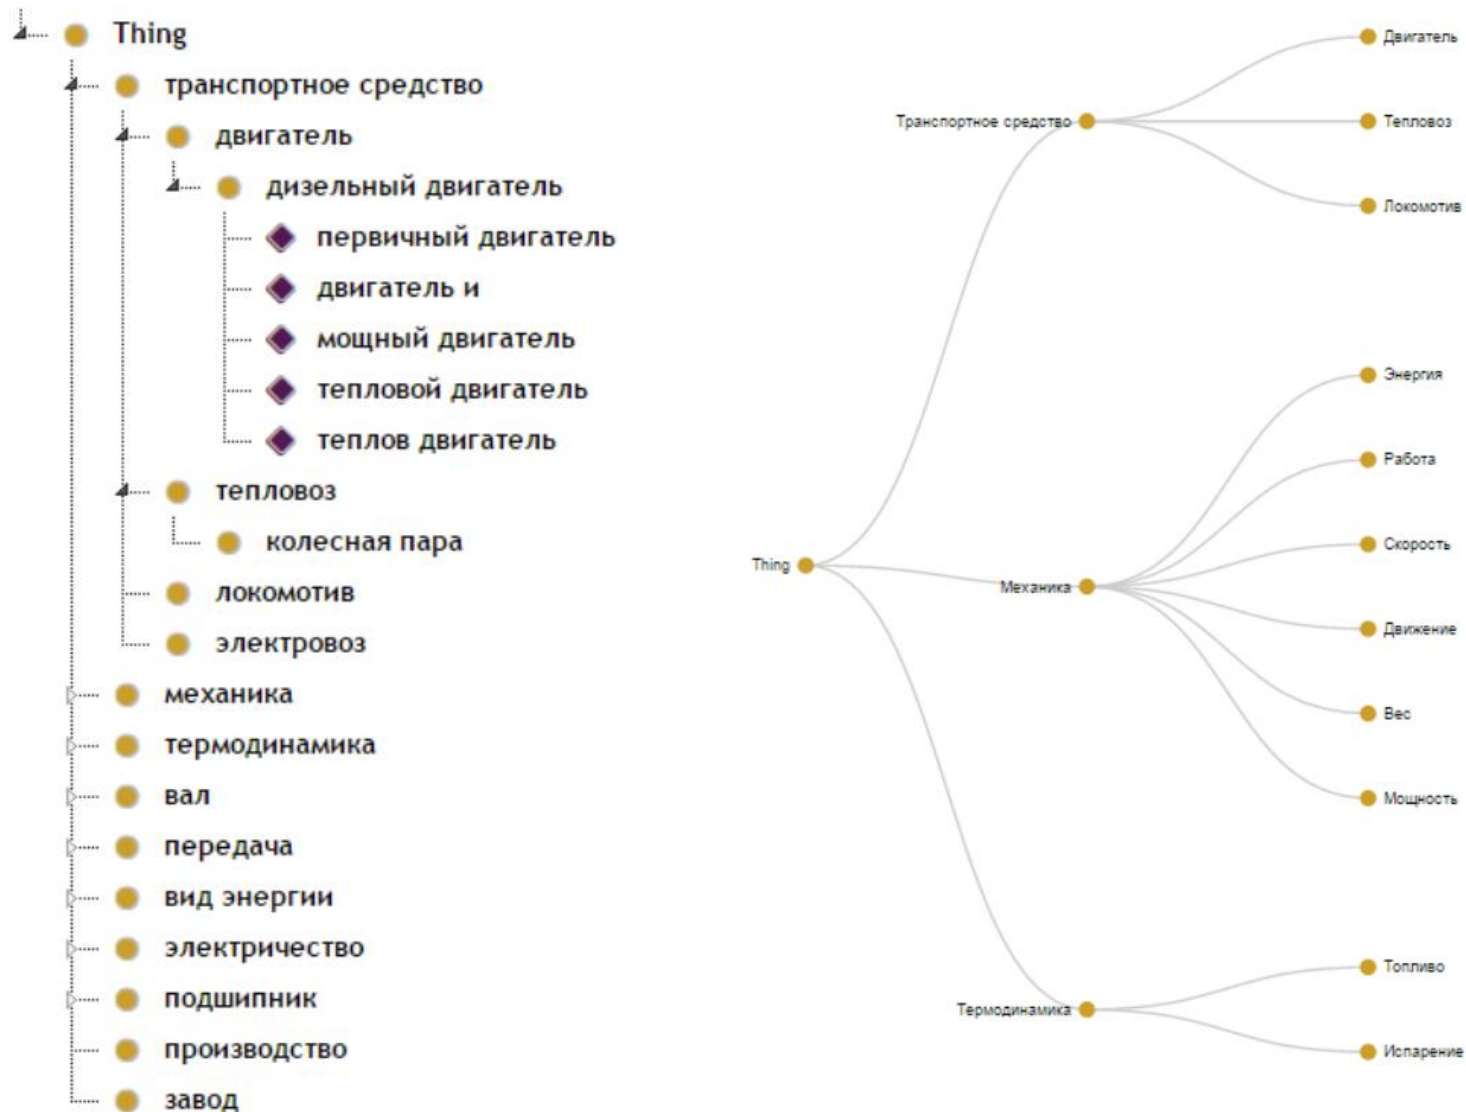 Thing
транспортное средство
двигатель
дизельный двигатель
первичный двигатель
двигатель и
мощный двигатель
тепловой двигатель
теплов двигатель
тепловоз
колесная пара
локомотив
электровоз
механика
термодинамика
вал
передача
вид энергии
электричество
подшипник
производство
завод
Thing
Транспортное средство
Двигатель
Тепловоз
Локомотив
Механика
Энергия
Работа
Скорость
Движение
Вес
Мощность
Термодинамика
Топливо
Испарение